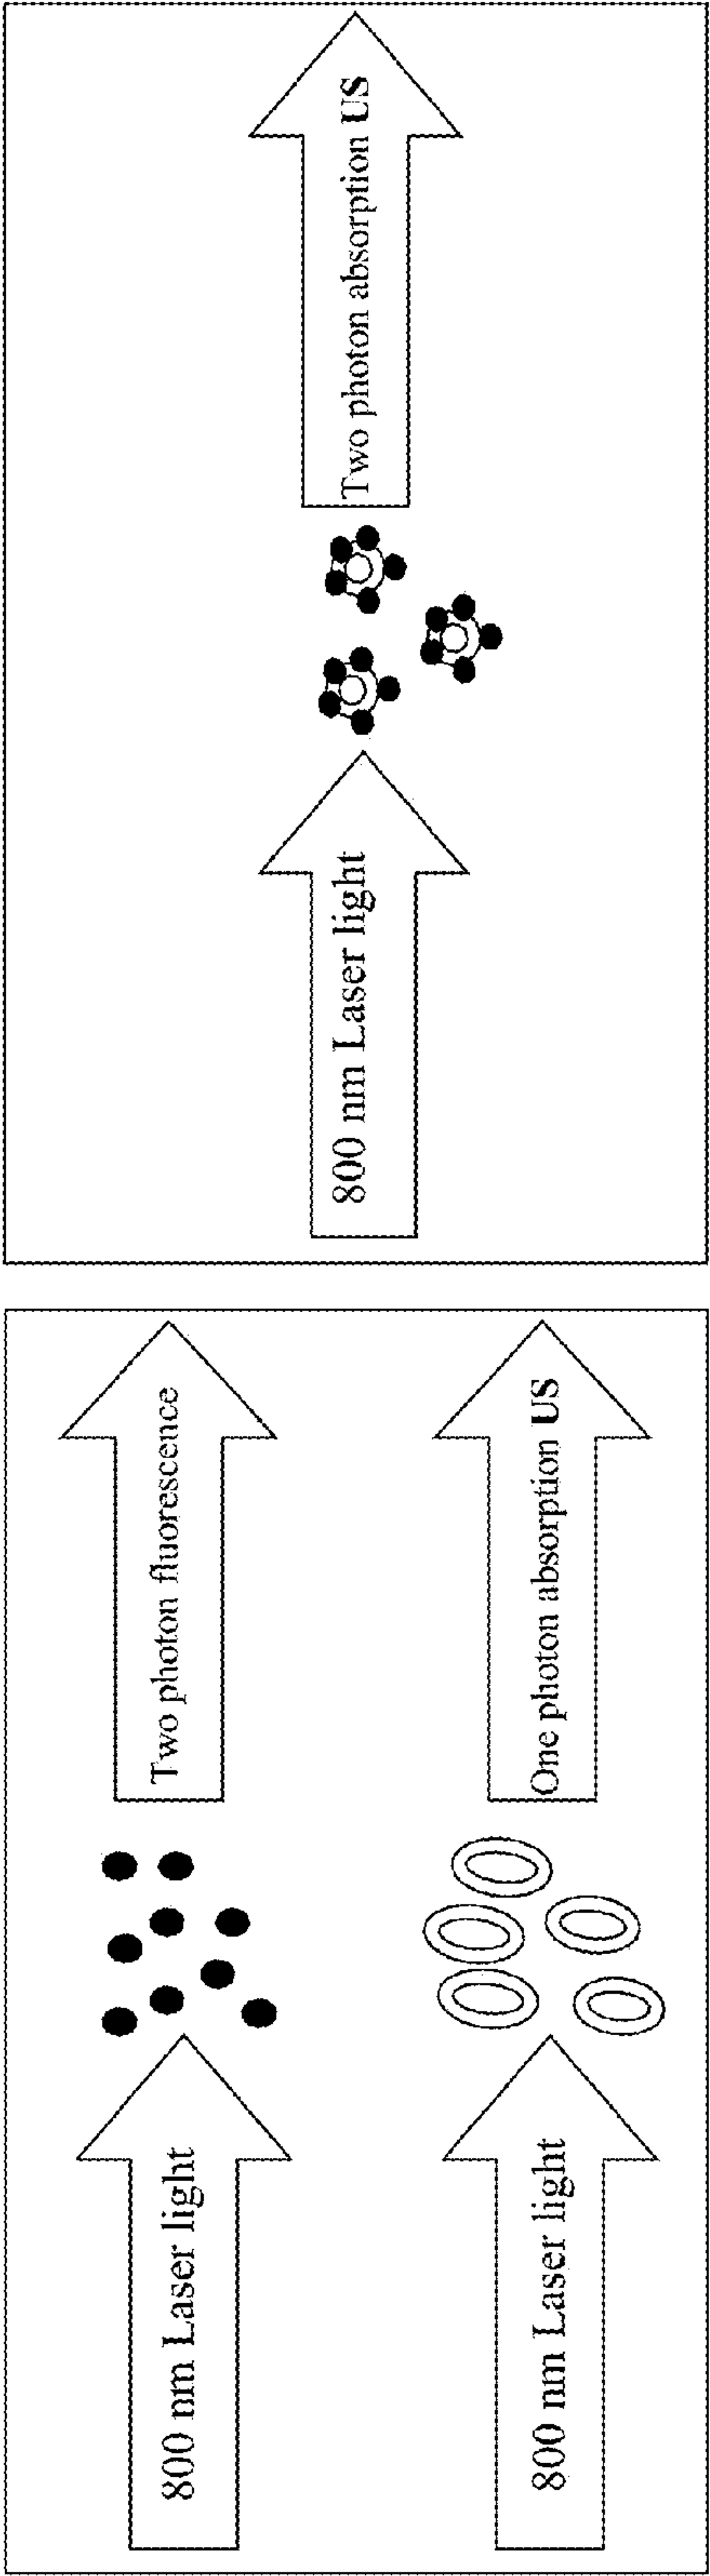 800 nm Laser light
Two photon fluorescence
800 nm Laser light
One photon absorption US
800 nm Laser light
Two photon absorption US